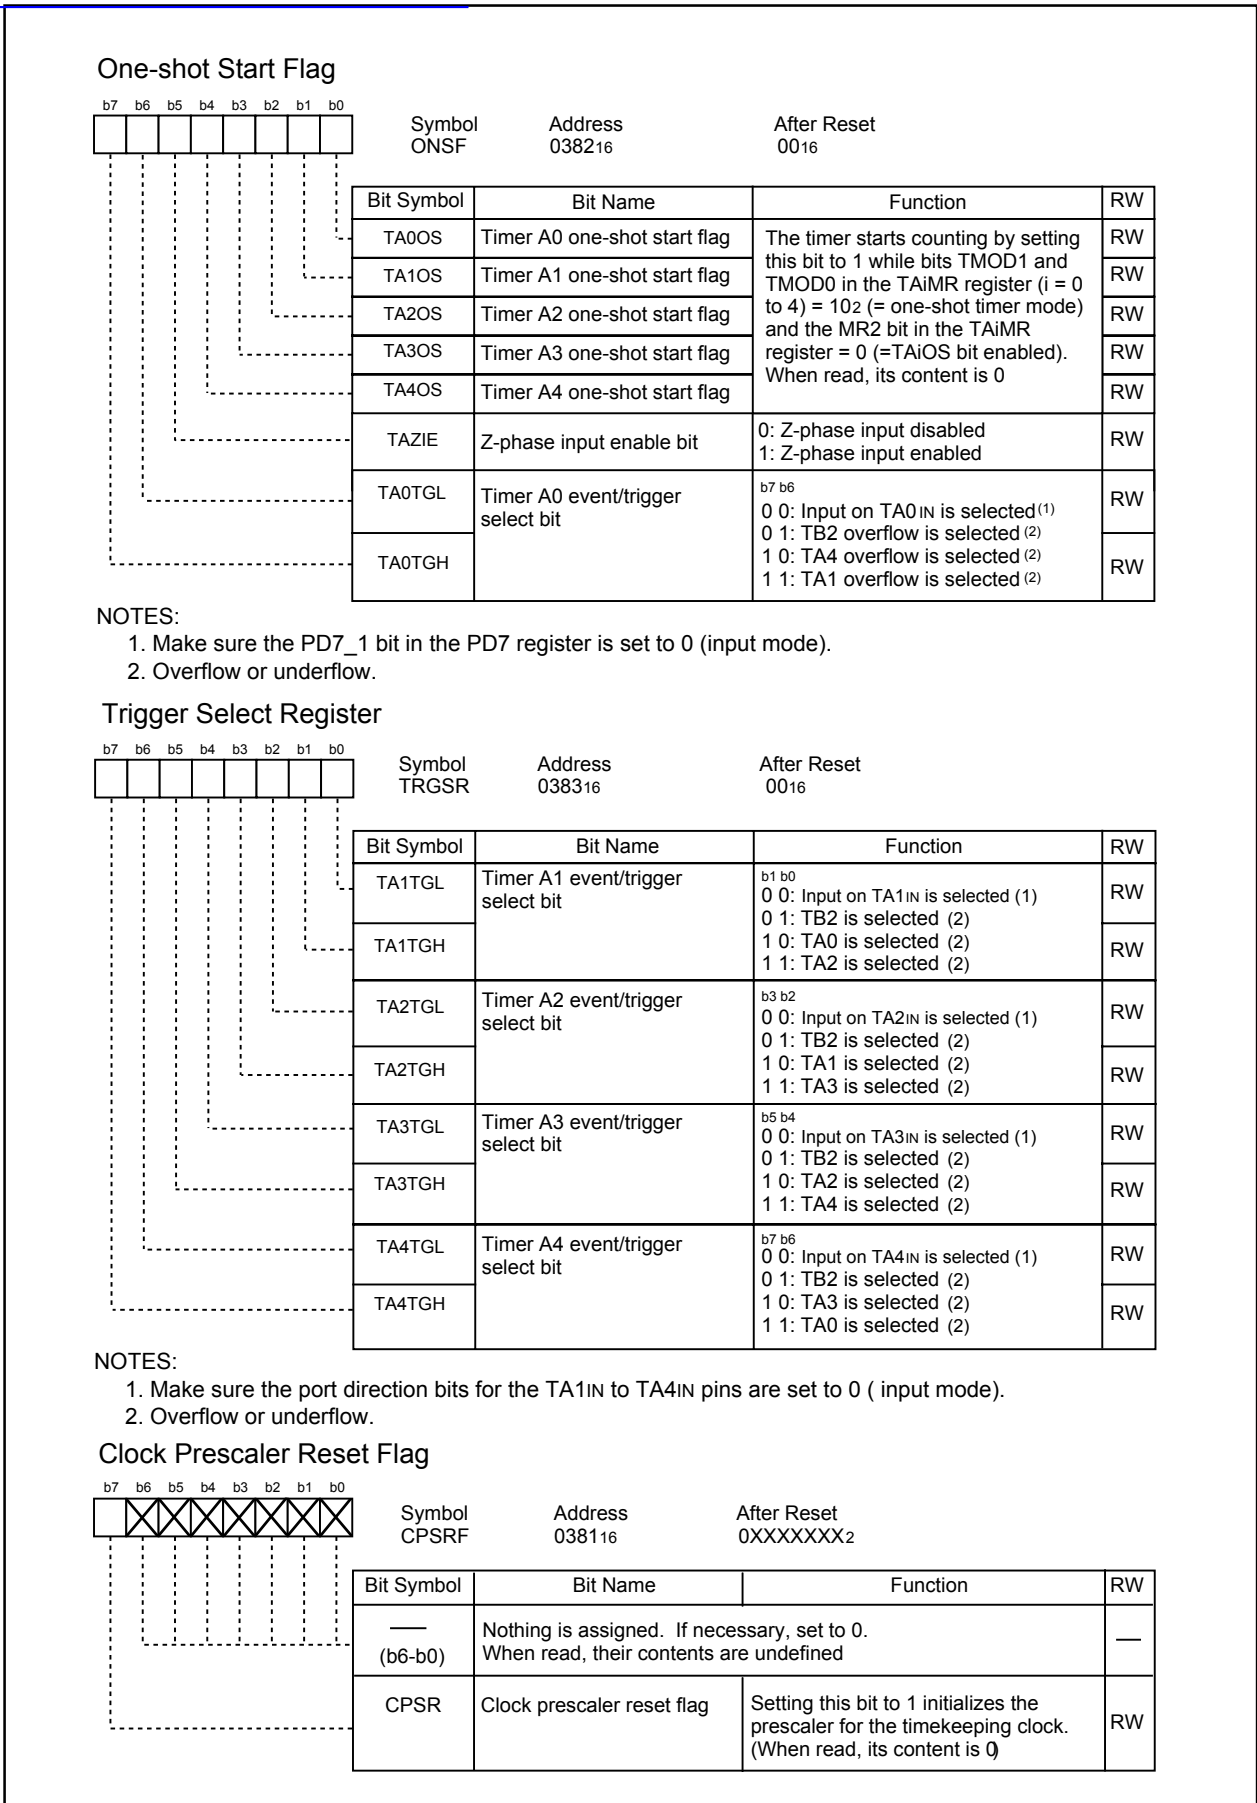 One-shot Start Flag
b7 b6 b5 b4 b3 b2 b1 b0
Symbol Address After Reset
ONSF 038216 0016
Bit Symbol Bit Name Function RW
TA0OS Timer A0 one-shot start flag RW
TA1OS Timer A1 one-shot start flag RW
TA2OS Timer A2 one-shot start flag RW
TA3OS Timer A3 one-shot start flag RW
TA4OS Timer A4 one-shot start flag RW
The timer starts counting by setting
this bit to 1 while bits TMOD1 and
TMOD0 in the TAiMR register (i = 0
to 4) = 102 (= one-shot timer mode)
and the MR2 bit in the TAiMR
register = 0 (=TAiOS bit enabled).
When read, its content is 0
TAZIE Z-phase input enable bit RW
0: Z-phase input disabled
1: Z-phase input enabled
TA0TGL Timer A0 event/trigger RW
select bit
TA0TGH RW
b7 b6
0 0: Input on TA0IN is selected (1)
0 1: TB2 overflow is selected (2)
1 0: TA4 overflow is selected (2)
1 1: TA1 overflow is selected (2)
NOTES:
1. Make sure the PD7_1 bit in the PD7 register is set to 0 (input mode).
2. Overflow or underflow.
Trigger Select Register
b7 b6 b5 b4 b3 b2 b1 b0
Symbol Address After Reset
TRGSR 038316 0016
Bit Symbol Bit Name Function RW
TA1TGL Timer A1 event/trigger RW
select bit
TA1TGH RW
b1 b0
0 0: Input on TA1IN is selected (1)
0 1: TB2 is selected (2)
1 0: TA0 is selected (2)
1 1: TA2 is selected (2)
TA2TGL Timer A2 event/trigger RW
select bit
TA2TGH RW
b3 b2
0 0: Input on TA2IN is selected (1)
0 1: TB2 is selected (2)
1 0: TA1 is selected (2)
1 1: TA3 is selected (2)
TA3TGL Timer A3 event/trigger RW
select bit
TA3TGH RW
b5 b4
0 0: Input on TA3IN is selected (1)
0 1: TB2 is selected (2)
1 0: TA2 is selected (2)
1 1: TA4 is selected (2)
TA4TGL Timer A4 event/trigger RW
select bit
TA4TGH RW
b7 b6
0 0: Input on TA4IN is selected (1)
0 1: TB2 is selected (2)
1 0: TA3 is selected (2)
1 1: TA0 is selected (2)
NOTES:
1. Make sure the port direction bits for the TA1IN to TA4IN pins are set to 0 ( input mode).
2. Overflow or underflow.
Clock Prescaler Reset Flag
b7 b6 b5 b4 b3 b2 b1 b0
Symbol Address After Reset
CPSRF 038116 0XXXXXXX2
Bit Symbol Bit Name Function RW
— (b6-b0) —
Nothing is assigned. If necessary, set to 0.
When read, their contents are undefined
CPSR Clock prescaler reset flag RW
Setting this bit to 1 initializes the
prescaler for the timekeeping clock.
(When read, its content is 0)